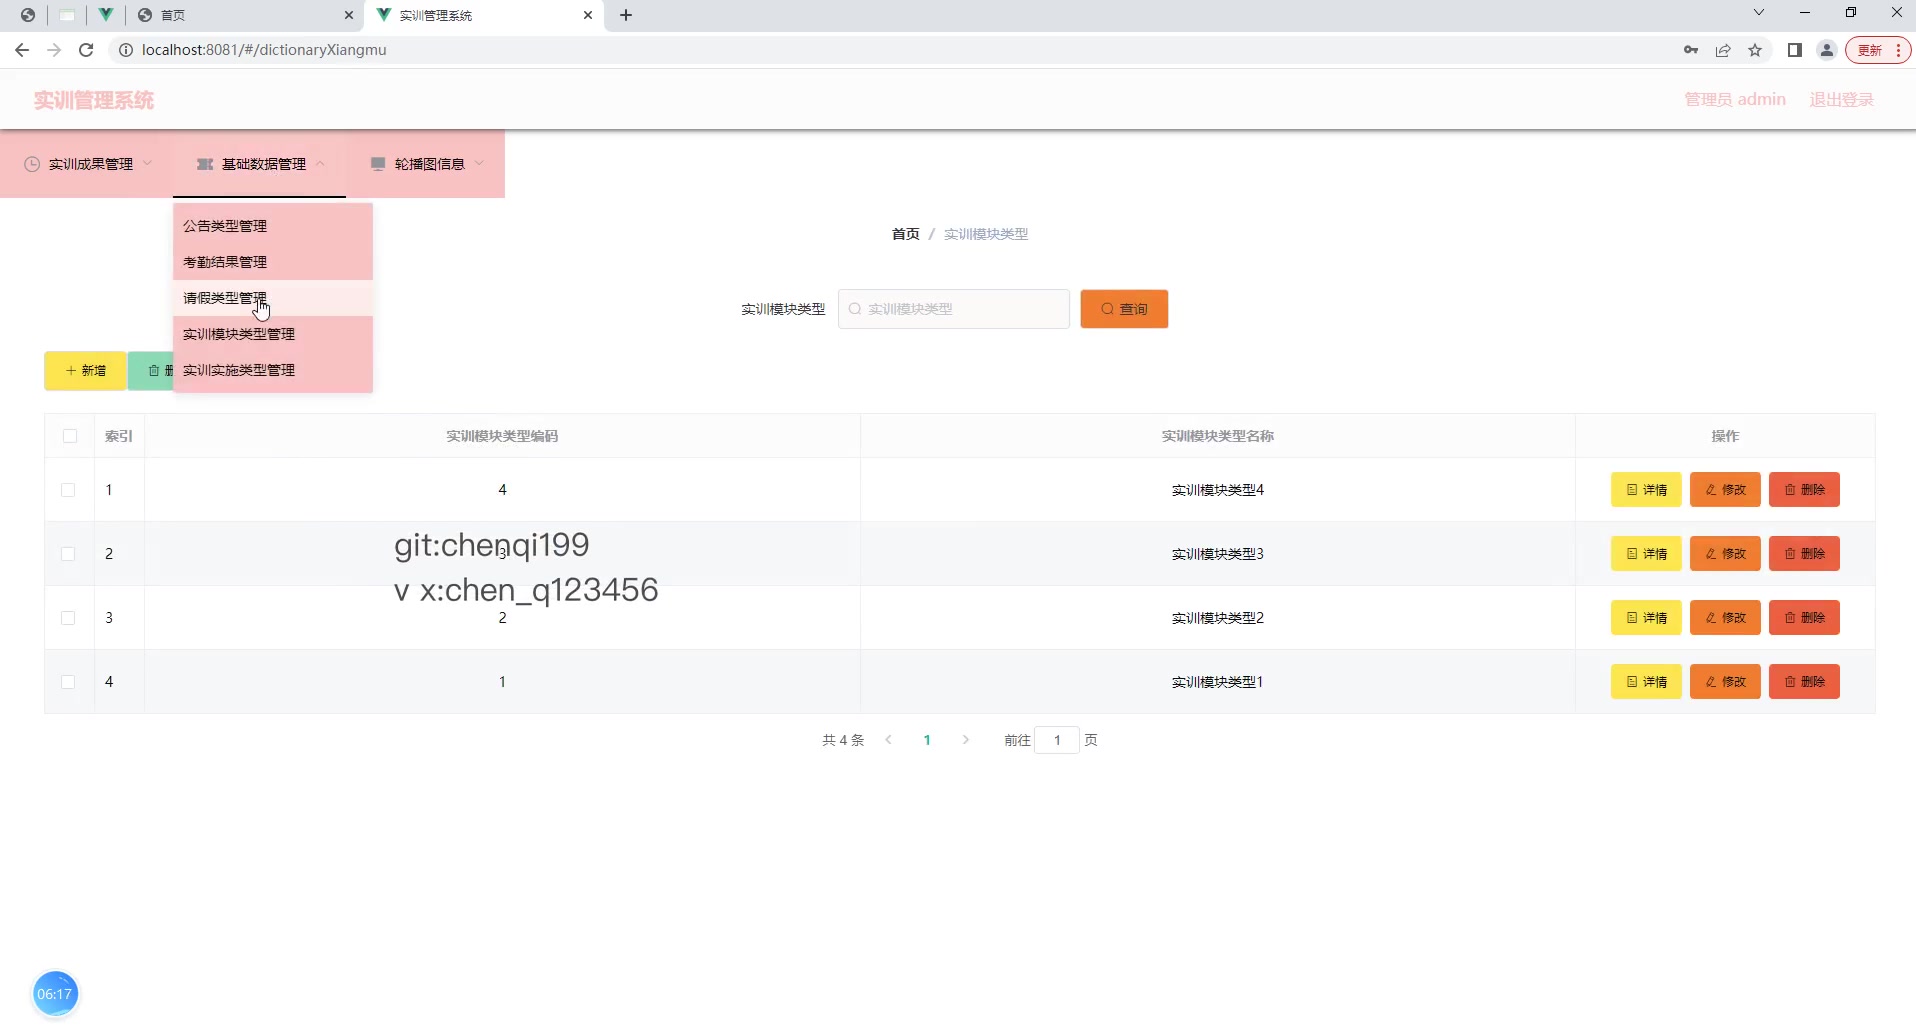 首页
实训管理系统
localhost:8081/#/dictionaryXiangmu
更新
实训管理系统
管理员 admin
退出登录
实训成果管理
基础数据管理
轮播图信息
公告类型管理
考勤结果管理
请假类型管理
实训模块类型管理
实训实施类型管理
首页 / 实训模块类型
实训模块类型
实训模块类型
查询
新增
删
索引 实训模块类型编码 实训模块类型名称 操作
1 4 实训模块类型4 详情 修改 删除
2 3 实训模块类型3 详情 修改 删除
git:chenqi199
v x:chen_q123456
3 2 实训模块类型2 详情 修改 删除
4 1 实训模块类型1 详情 修改 删除
共 4 条 1 前往 1 页
06:17